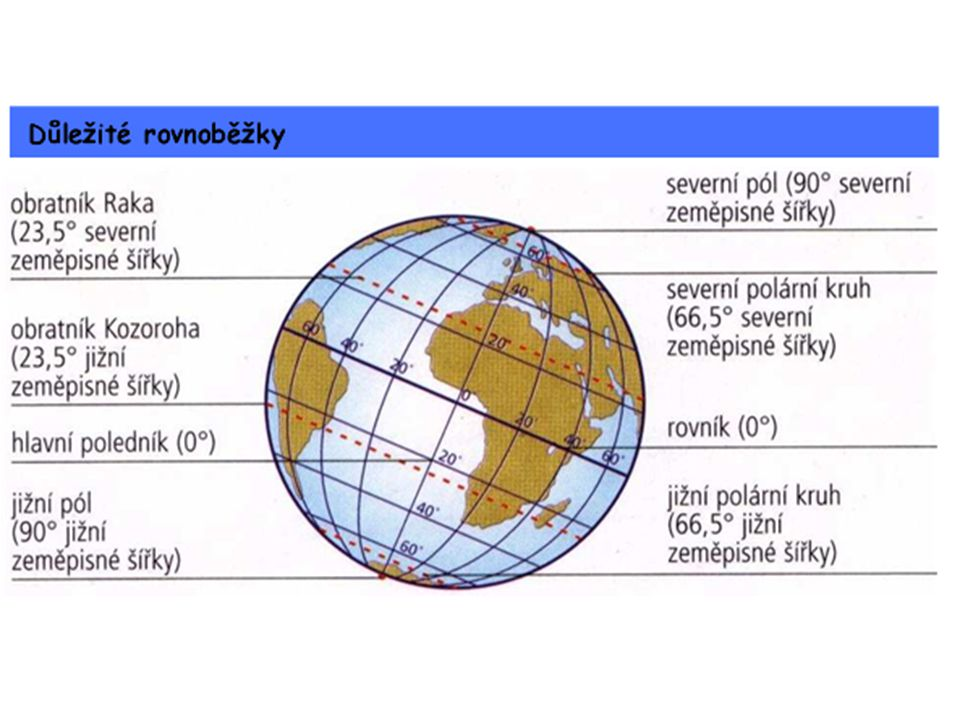 Důležité rovnoběžky
obratník Raka
(23,5° severní
zeměpisné šířky)
obratník Kozoroha
(23,5° jižní
zeměpisné šířky)
hlavní poledník (0°)
jižní pól
(90° jižní
zeměpisné šířky)
severní pól (90° severní
zeměpisné šířky)
severní polární kruh
(66,5° severní
zeměpisné šířky)
rovník (0°)
jižní polární kruh
(66,5° jižní
zeměpisné šířky)
60°
40°
20°
60° 40° 20° 0° 20° 40° 60°
20°
40°
60°